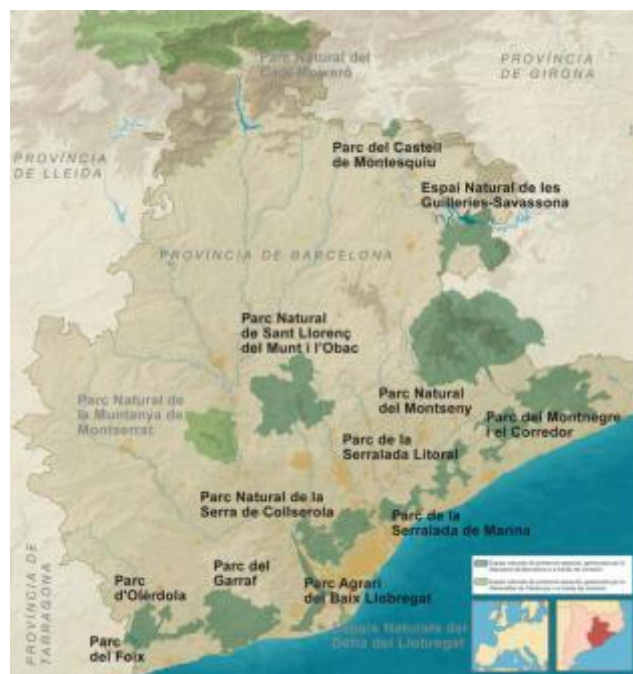 Parc Natural del
Cadí-Moixeró
PROVÍNCIA
DE GIRONA
Parc del Castell
de Montesquiu
PROVÍNCIA
DE LLEIDA
Espai Natural de les
Guilleries-Savassona
PROVÍNCIA DE BARCELONA
Parc Natural
de Sant Llorenç
del Munt i l'Obac
Parc Natural
del Montseny
Parc Natural de
la Muntanya de
Montserrat
Parc del Montnegre
i el Corredor
Parc de la
Serralada Litoral
Parc Natural de la
Serra de Collserola
Parc de la
Serralada de Marina
PROVÍNCIA DE
TARRAGONA
Parc
d'Olèrdola
Parc del
Garraf
Parc Agrari
del Baix Llobregat
Espais Naturals del
Delta del Llobregat
Parc
del Foix